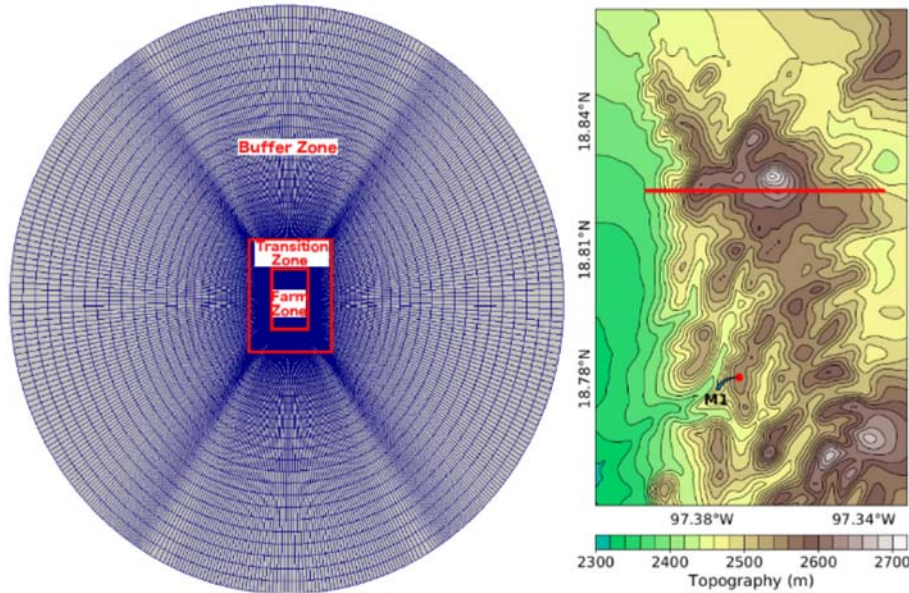 Buffer Zone
Transition
Zone
Farm
Zone
18.84°N
18.81°N
18.78°N
M1
97.38°W
97.34°W
2300 2400 2500 2600 2700
Topography (m)